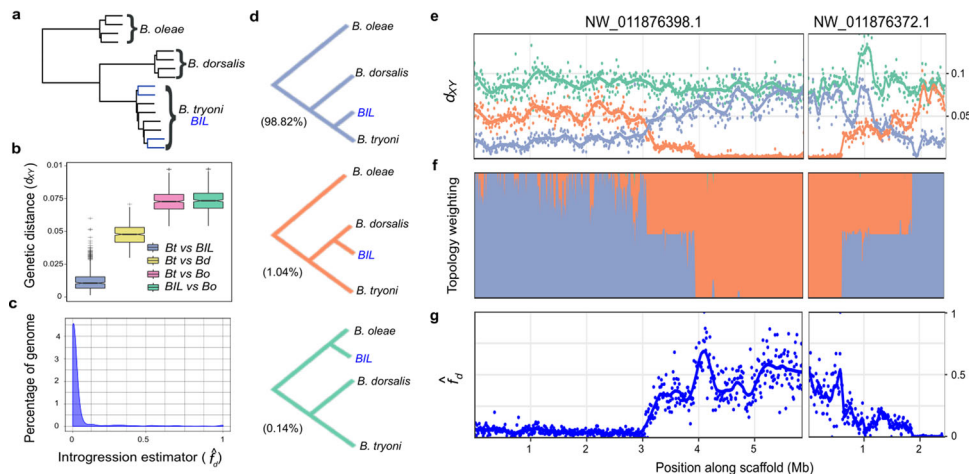 a
B. oleae
B. dorsalis
B. tryoni
BIL
b
Genetic distance (dXY)
0.01
0.075
0.05
0.025
0
Bt vs BIL
Bt vs Bd
Bt vs Bo
BIL vs Bo
c
Percentage of genome
4
3
2
1
0
0
0.5
1
Introgression estimator (f̂d)
d
B. oleae
B. dorsalis
BIL
B. tryoni
(98.82%)
B. oleae
B. dorsalis
BIL
B. tryoni
(1.04%)
B. oleae
BIL
B. dorsalis
B. tryoni
(0.14%)
e
NW_011876398.1
NW_011876372.1
dXY
0.1
0.05
f
Topology weighting
g
f̂d
1
0.5
0
1
2
3
4
5
1
2
Position along scaffold (Mb)